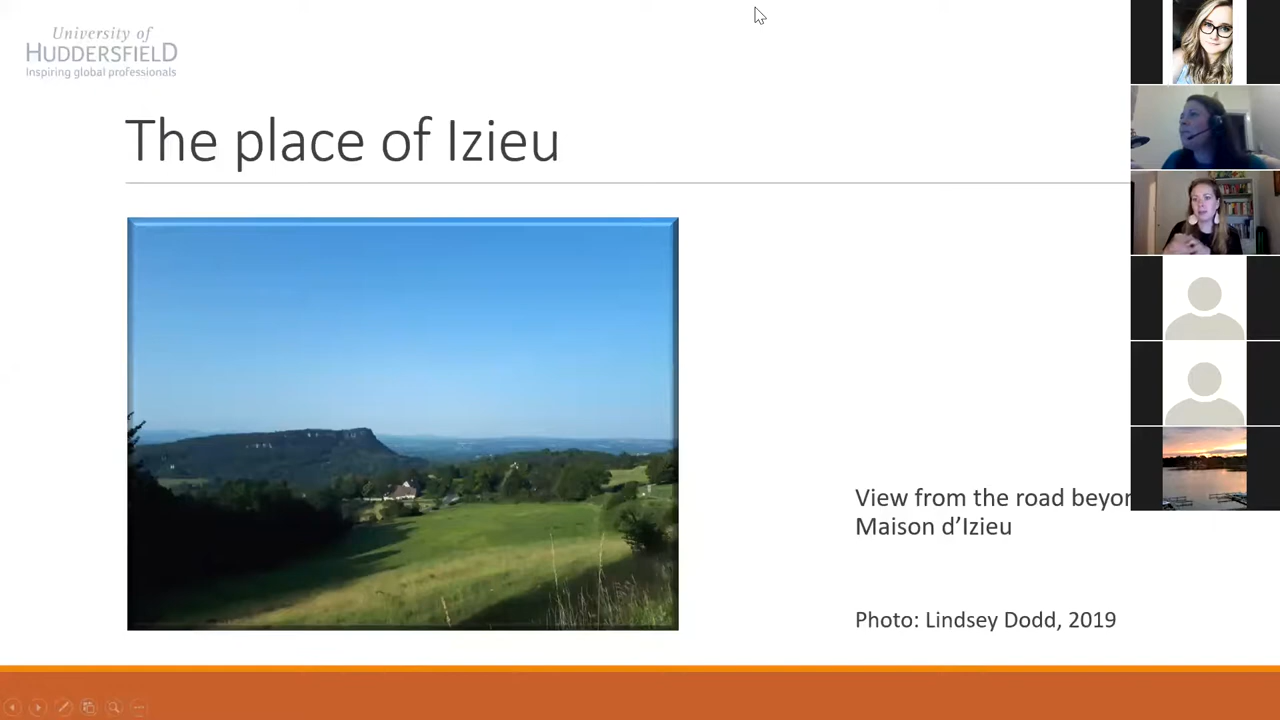 University of
HUDDERSFIELD
Inspiring global professionals
The place of Izieu
View from the road
Maison d’Izieu
Photo: Lindsey Dodd, 2019